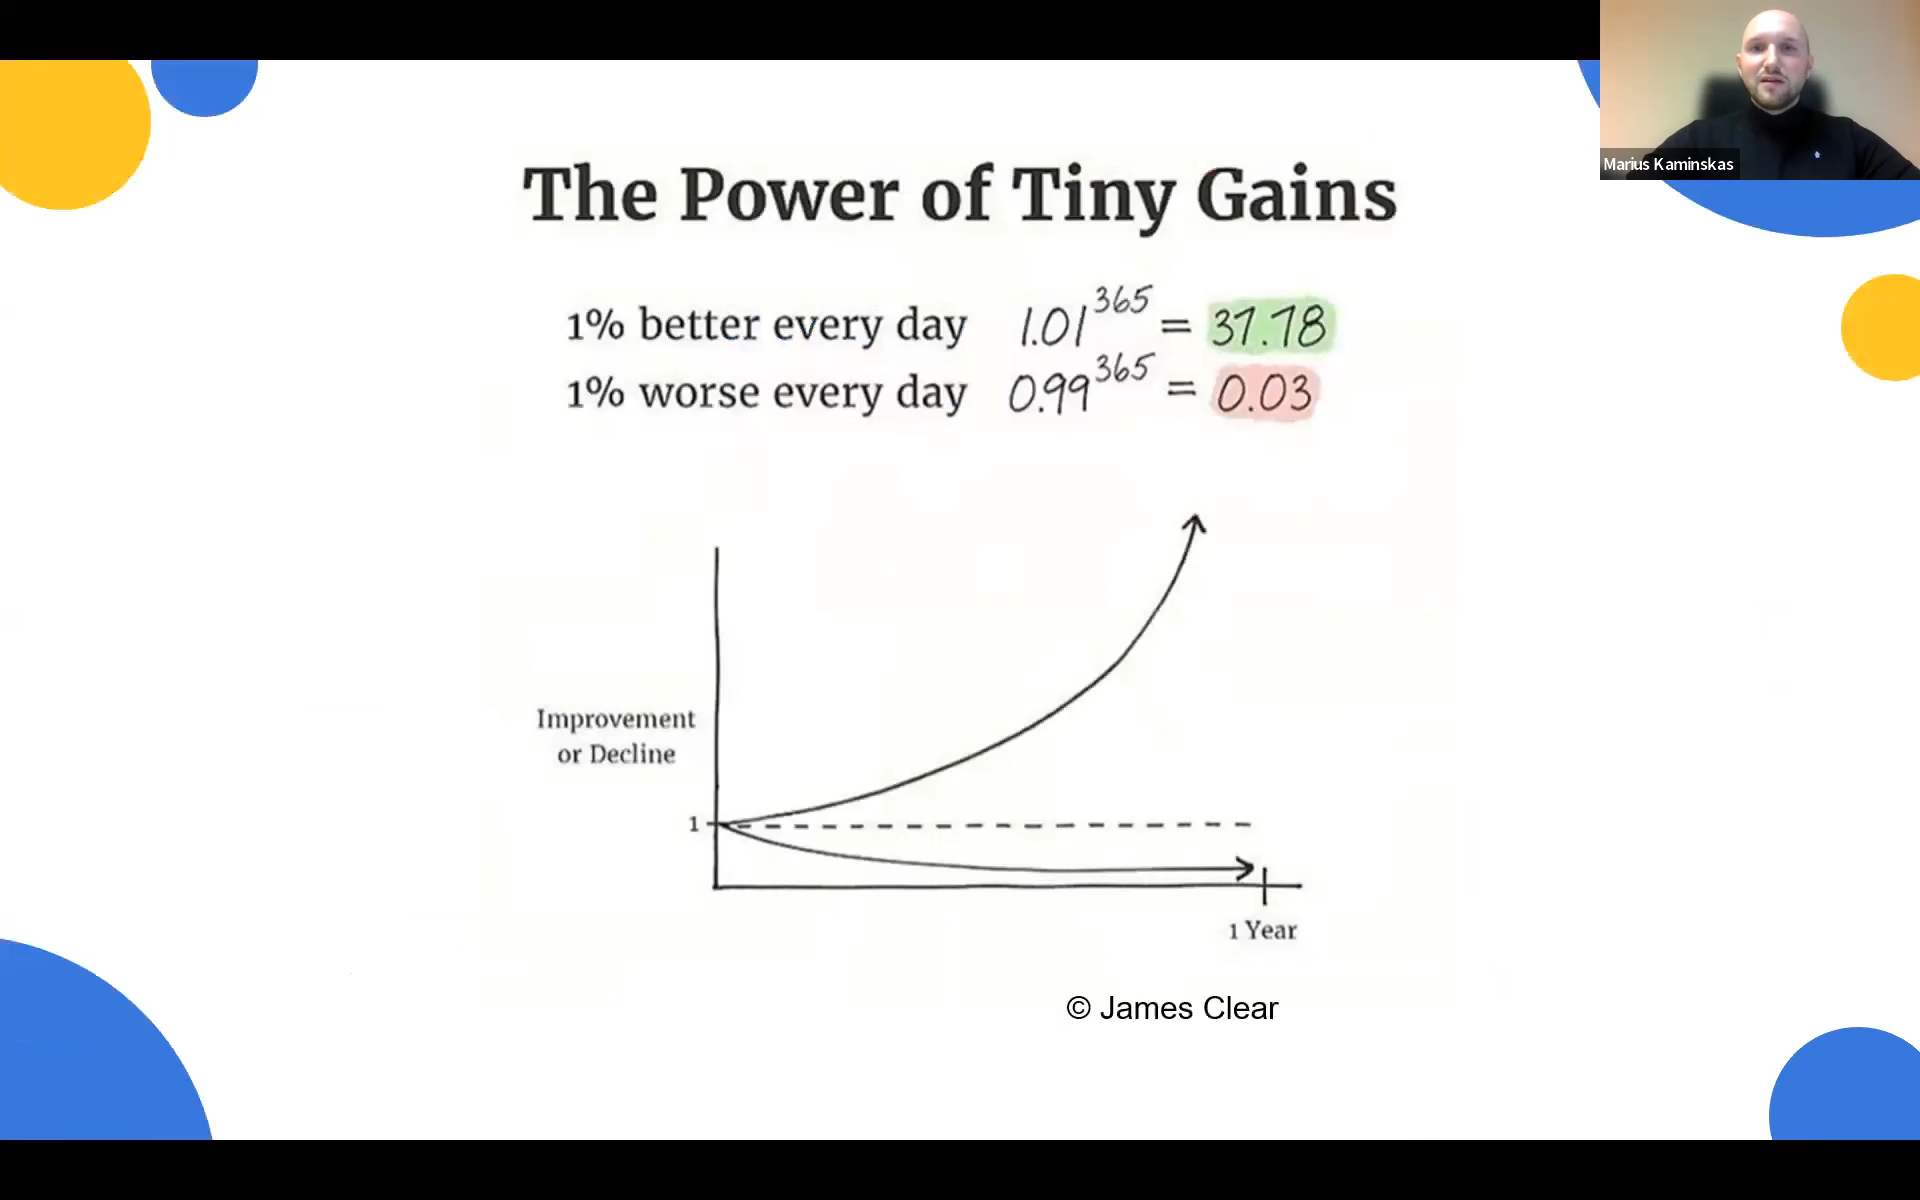 Marius Kaminskas
The Power of Tiny Gains
1% better every day 1.01^365 = 37.78
1% worse every day 0.99^365 = 0.03
Improvement
or Decline
1
1 Year
© James Clear